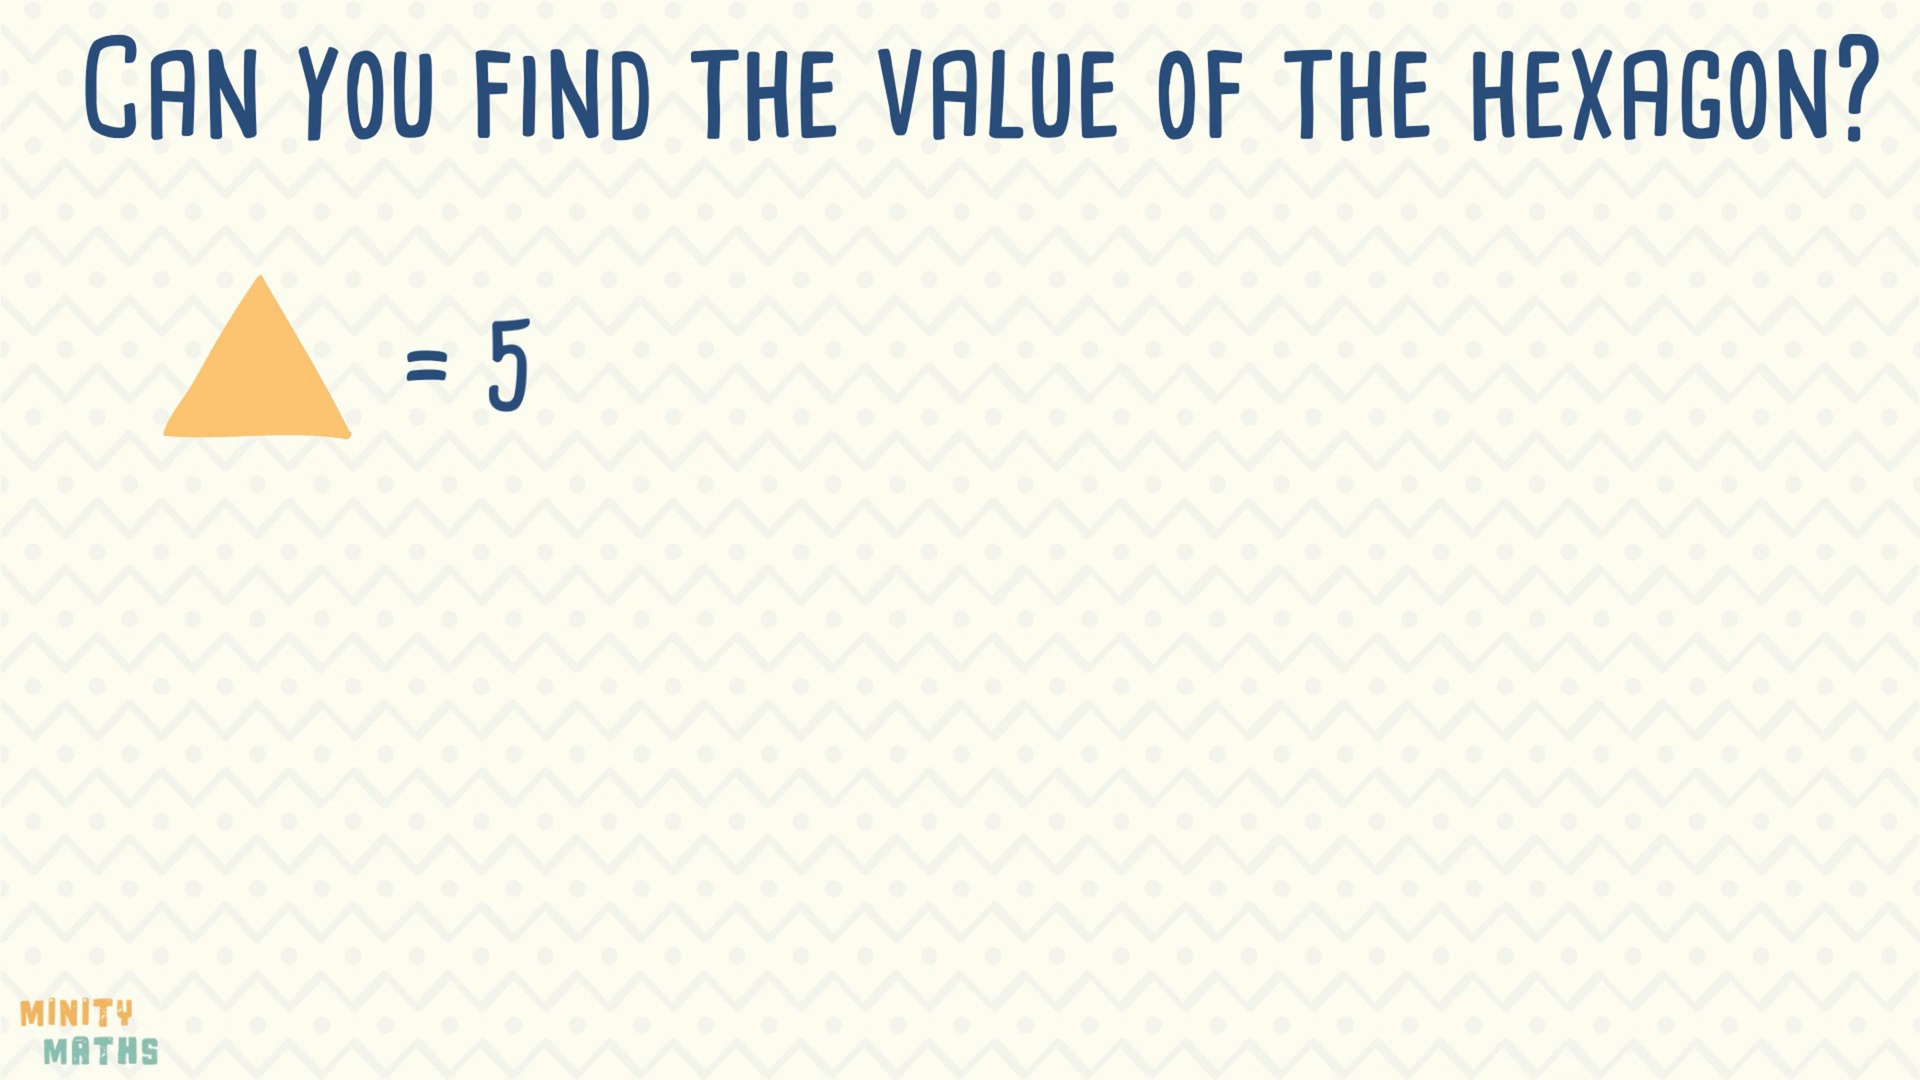 CAN YOU FIND THE VALUE OF THE HEXAGON?
= 5
MINITY
MATHS